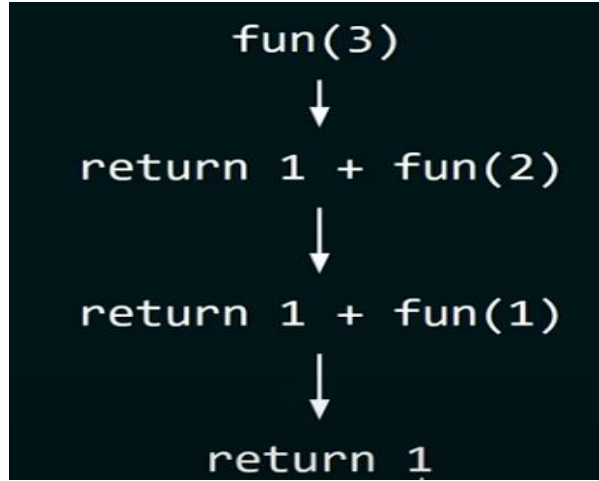 fun(3)
return 1 + fun(2)
return 1 + fun(1)
return 1